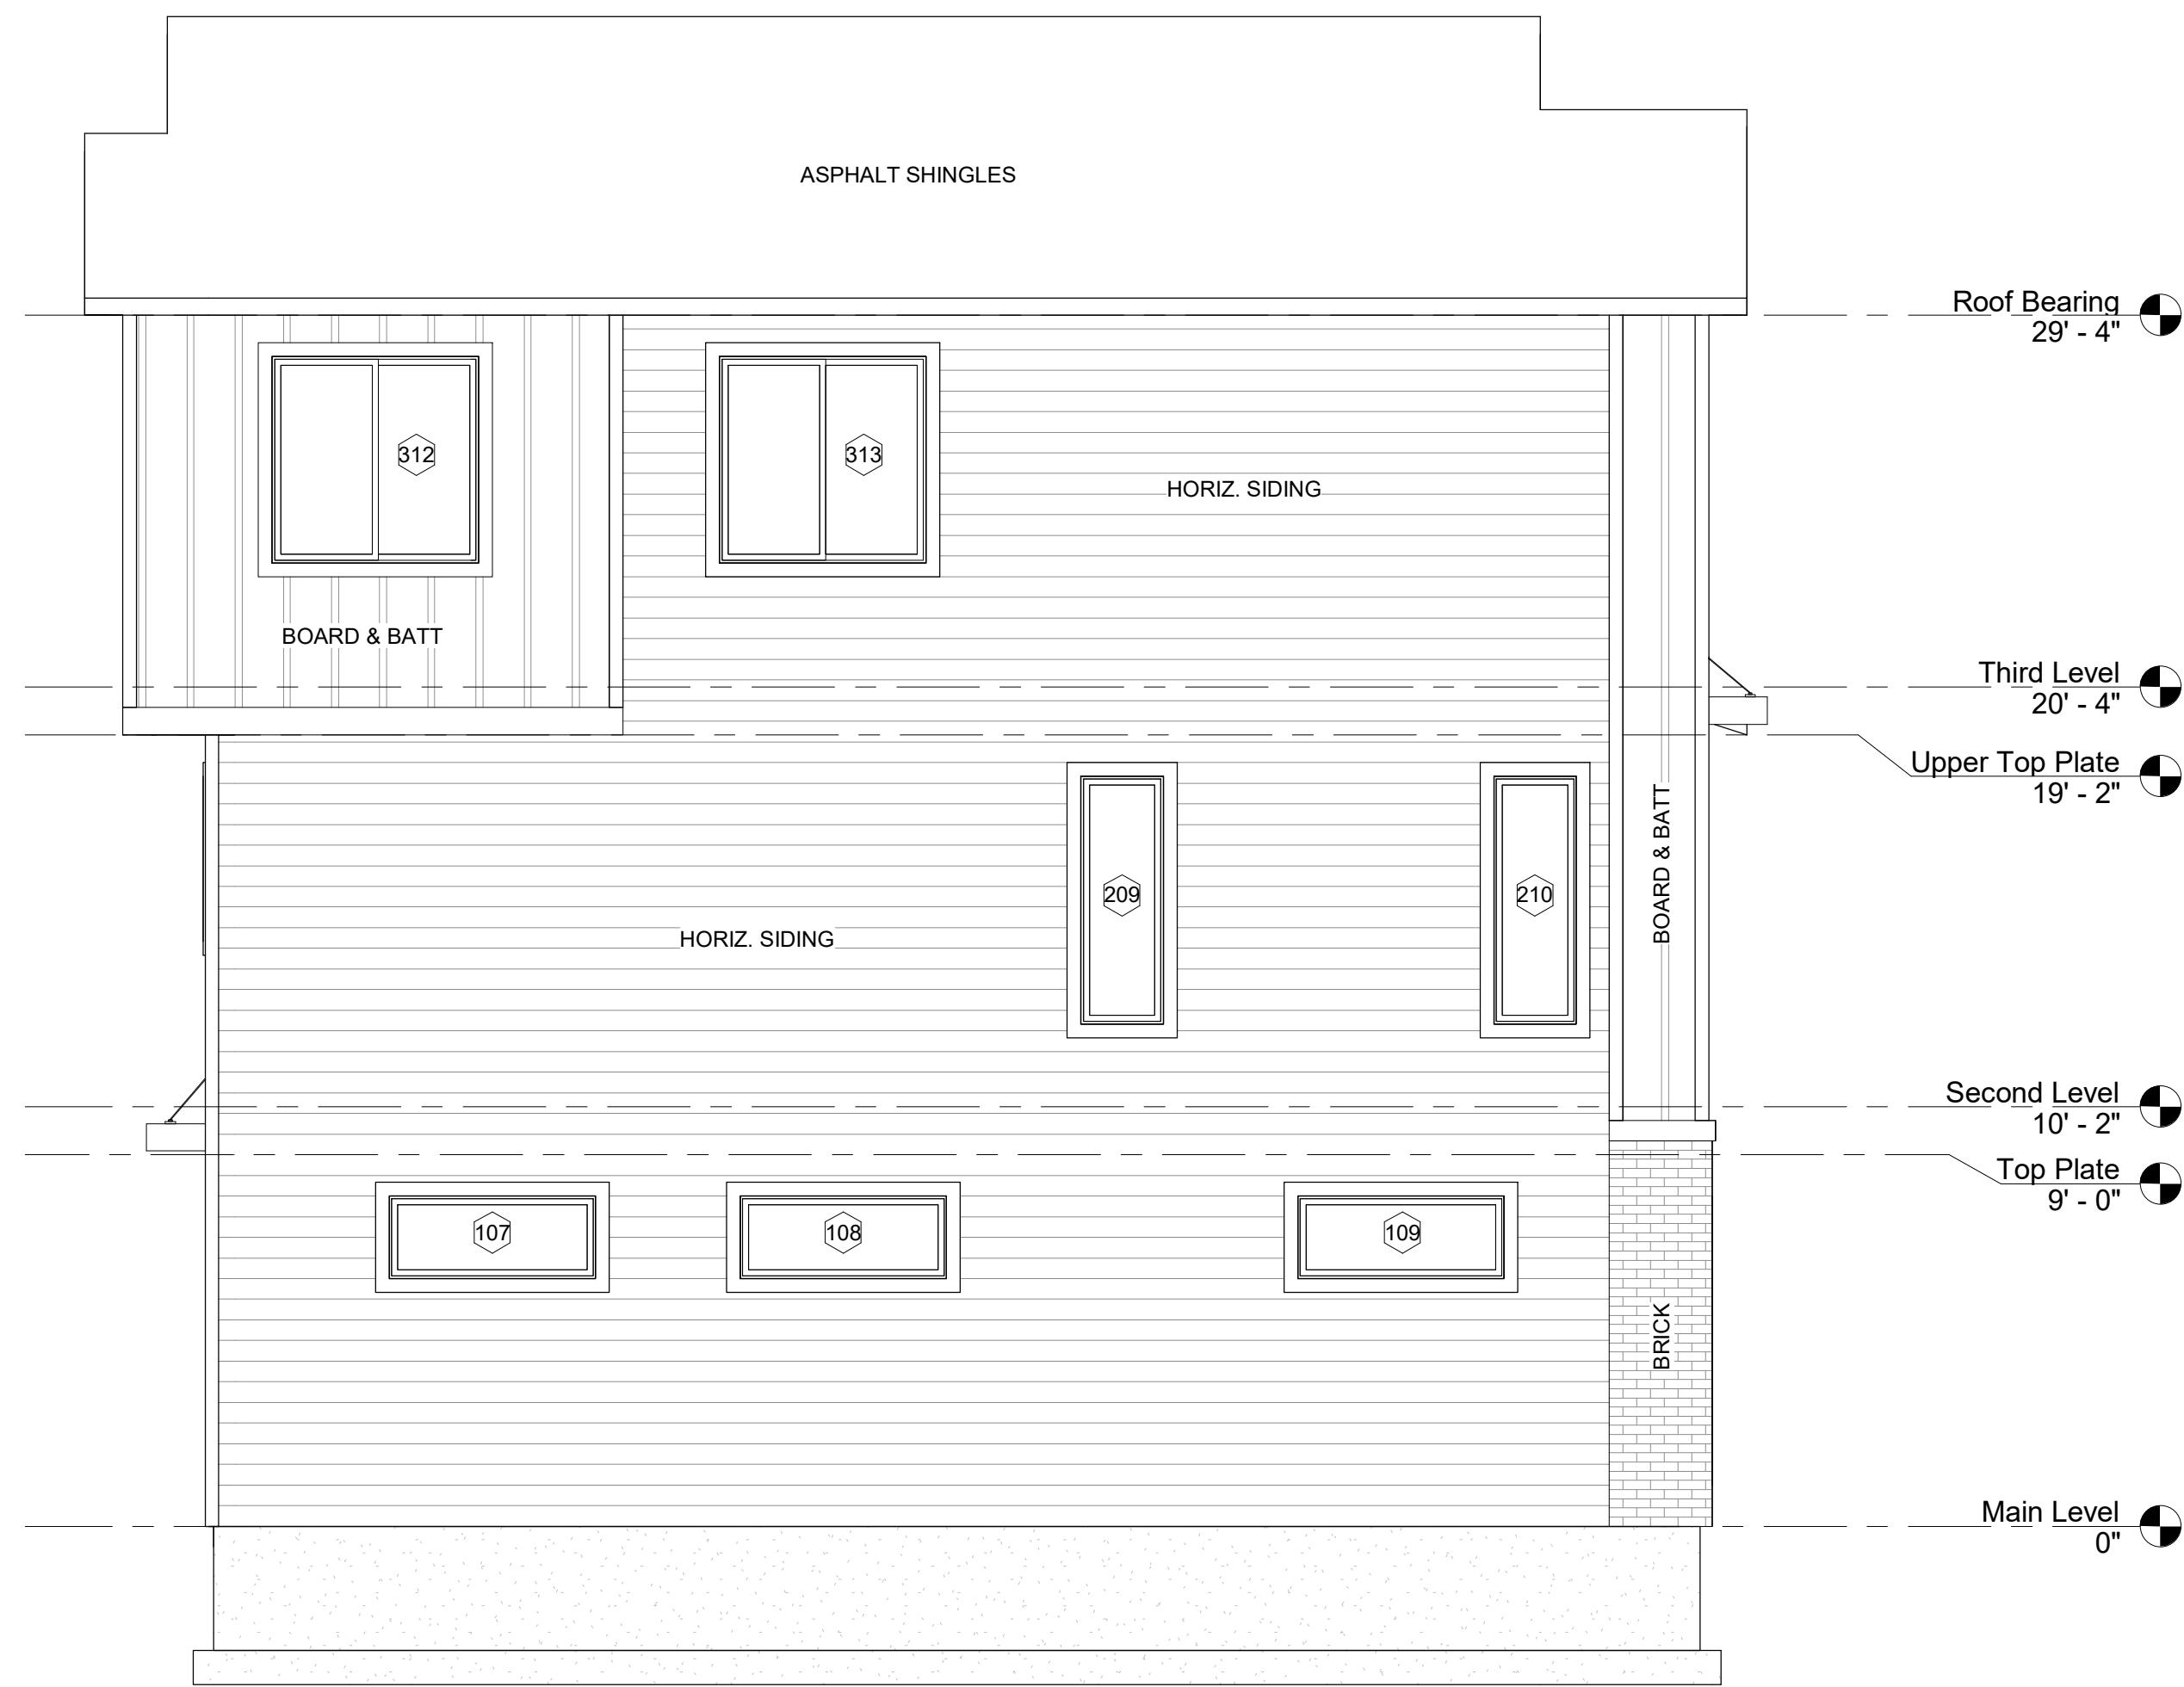 ASPHALT SHINGLES
Roof Bearing
29' - 4"
312
313
HORIZ. SIDING
BOARD & BATT
Third Level
20' - 4"
Upper Top Plate
19' - 2"
BOARD & BATT
209
210
HORIZ. SIDING
Second Level
10' - 2"
Top Plate
9' - 0"
107
108
109
BRICK
Main Level
0"